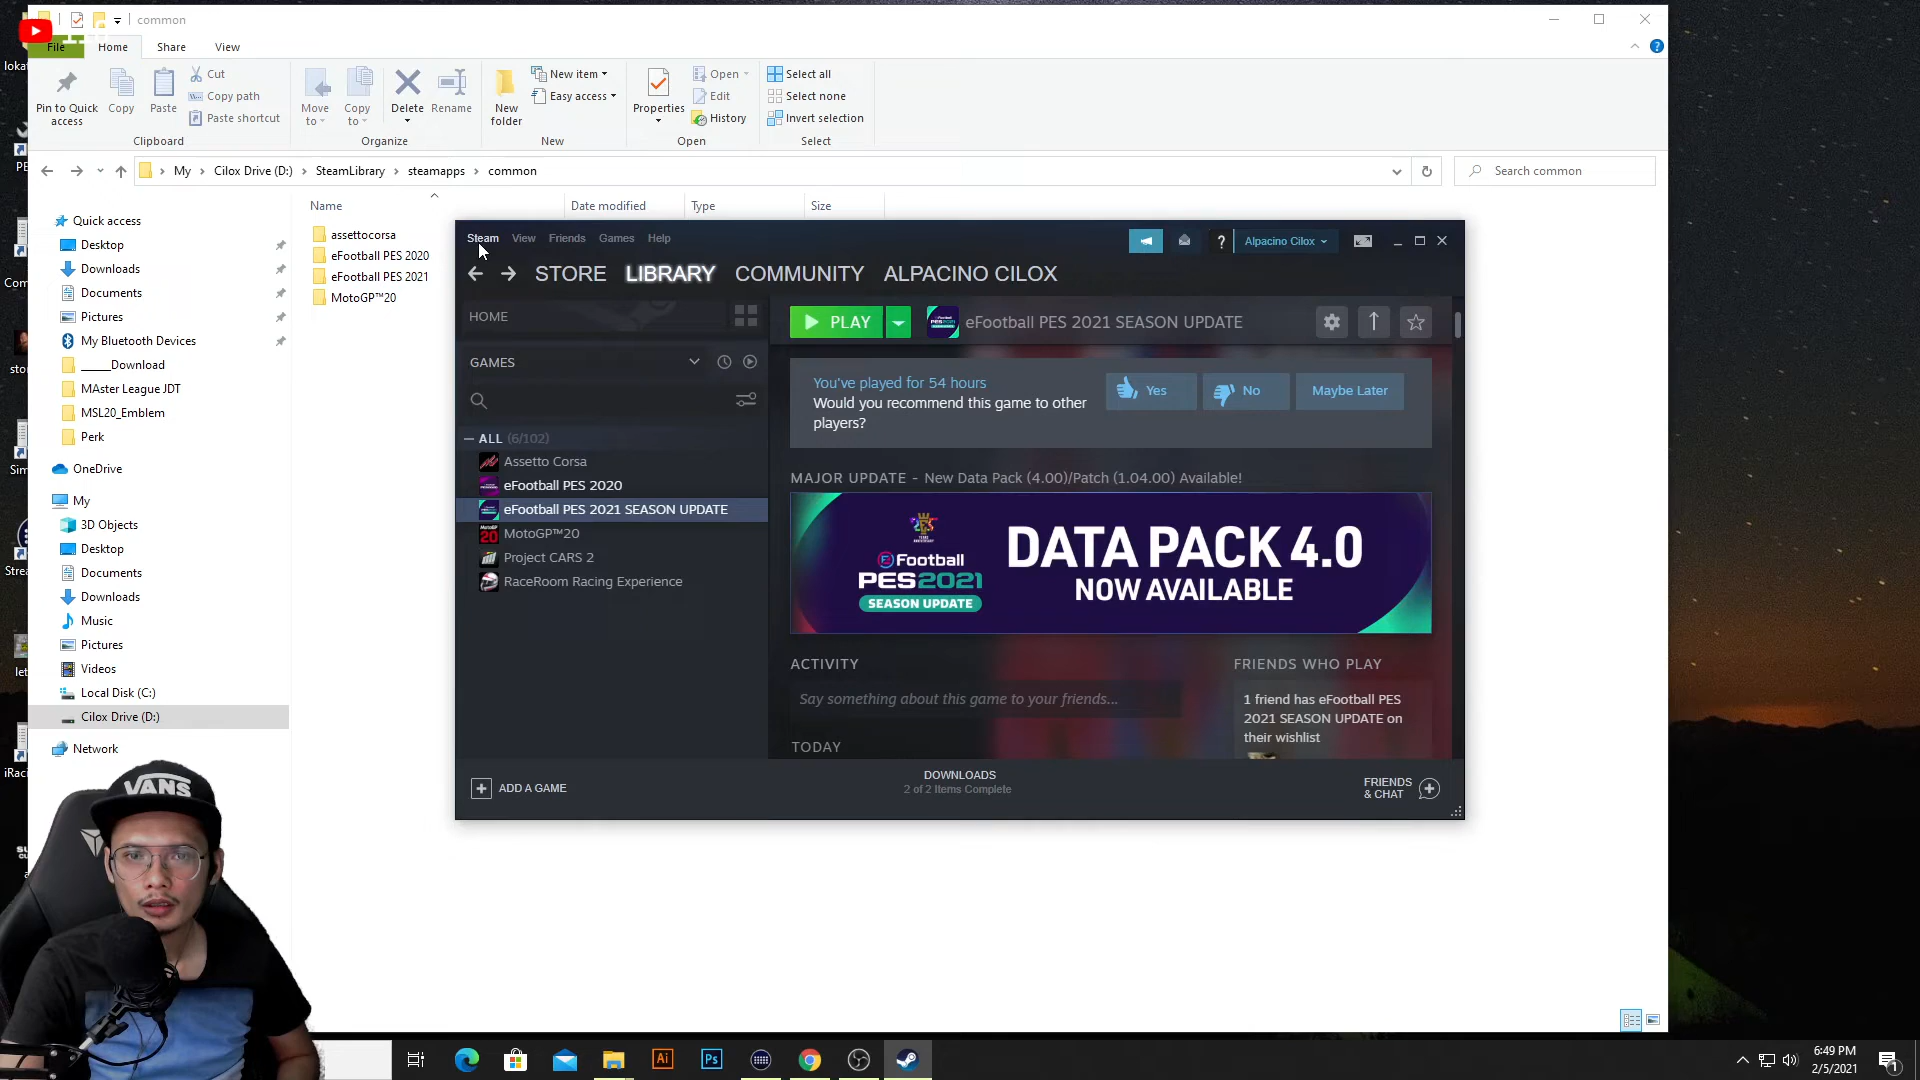 common
File
Home
Share
View
Pin to Quick
access
Copy
Paste
Cut
Copy path
Paste shortcut
Clipboard
Move
to
Copy
to
Delete
Rename
Organize
New
folder
New item
Easy access
New
Properties
Open
Edit
History
Open
Select all
Select none
Invert selection
Select
My
Cilox Drive (D:)
SteamLibrary
steamapps
common
Search common
Name
Date modified
Type
Size
Quick access
Desktop
Downloads
Documents
Pictures
My Bluetooth Devices
_____Download
MAster League JDT
MSL20_Emblem
Perk
OneDrive
My
3D Objects
Desktop
Documents
Downloads
Music
Pictures
Videos
Local Disk (C:)
Cilox Drive (D:)
Network
assettocorsa
eFootball PES 2020
eFootball PES 2021
MotoGP™20
Steam
View
Friends
Games
Help
?
Alpacino Cilox
STORE
LIBRARY
COMMUNITY
ALPACINO CILOX
HOME
GAMES
ALL (6/102)
Assetto Corsa
eFootball PES 2020
eFootball PES 2021 SEASON UPDATE
MotoGP™20
Project CARS 2
RaceRoom Racing Experience
PLAY
eFootball PES 2021 SEASON UPDATE
You've played for 54 hours
Would you recommend this game to other
players?
Yes
No
Maybe Later
MAJOR UPDATE - New Data Pack (4.00)/Patch (1.04.00) Available!
eFootball
PES2021
SEASON UPDATE
DATA PACK 4.0
NOW AVAILABLE
ACTIVITY
Say something about this game to your friends...
TODAY
FRIENDS WHO PLAY
1 friend has eFootball PES
2021 SEASON UPDATE on
their wishlist
ADD A GAME
DOWNLOADS
2 of 2 Items Complete
FRIENDS
& CHAT
VANS
Ai
Ps
6:49 PM
2/5/2021
1